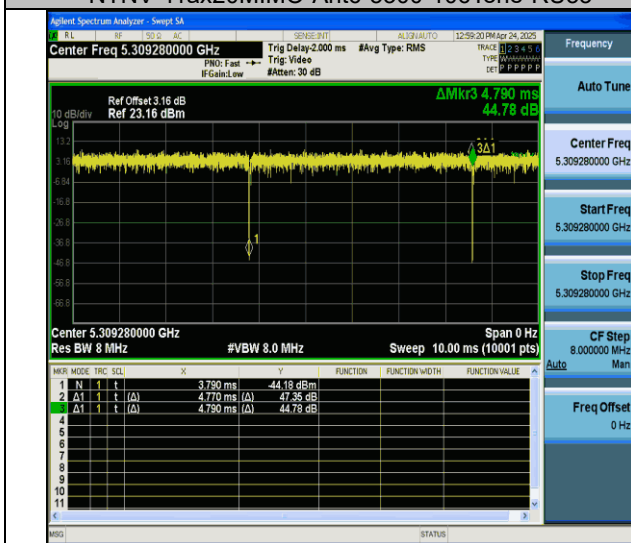 Agilent Spectrum Analyzer - Swept SA
RL RF 50 Ω AC SENSE:INT ALIGNAUTO 12:59:20 PM Apr 24, 2025
Center Freq 5.309280000 GHz
PNO: Fast
IFGain:Low
Trig Delay-2.000 ms
Trig: Video
#Atten: 30 dB
#Avg Type: RMS
TRACE 1 2 3 4 5 6
TYPE
DET P P P P P P
ΔMkr3 4.790 ms
44.78 dB
Ref Offset 3.16 dB
10 dB/div Ref 23.16 dBm
Log
13.2
3.16
-6.84
-16.8
-26.8
-36.8
-46.8
-56.8
-66.8
3Δ1
1
Center 5.309280000 GHz Span 0 Hz
Res BW 8 MHz #VBW 8.0 MHz Sweep 10.00 ms (10001 pts)
MKR MODE TRC SCL X Y FUNCTION FUNCTION WIDTH FUNCTION VALUE
1 N 1 t 3.790 ms -44.18 dBm
2 Δ1 1 t (Δ) 4.770 ms (Δ) 47.35 dB
3 Δ1 1 t (Δ) 4.790 ms (Δ) 44.78 dB
4
5
6
7
8
9
10
11
MSG STATUS
Frequency
Auto Tune
Center Freq
5.309280000 GHz
Start Freq
5.309280000 GHz
Stop Freq
5.309280000 GHz
CF Step
8.000000 MHz
Auto Man
Freq Offset
0 Hz